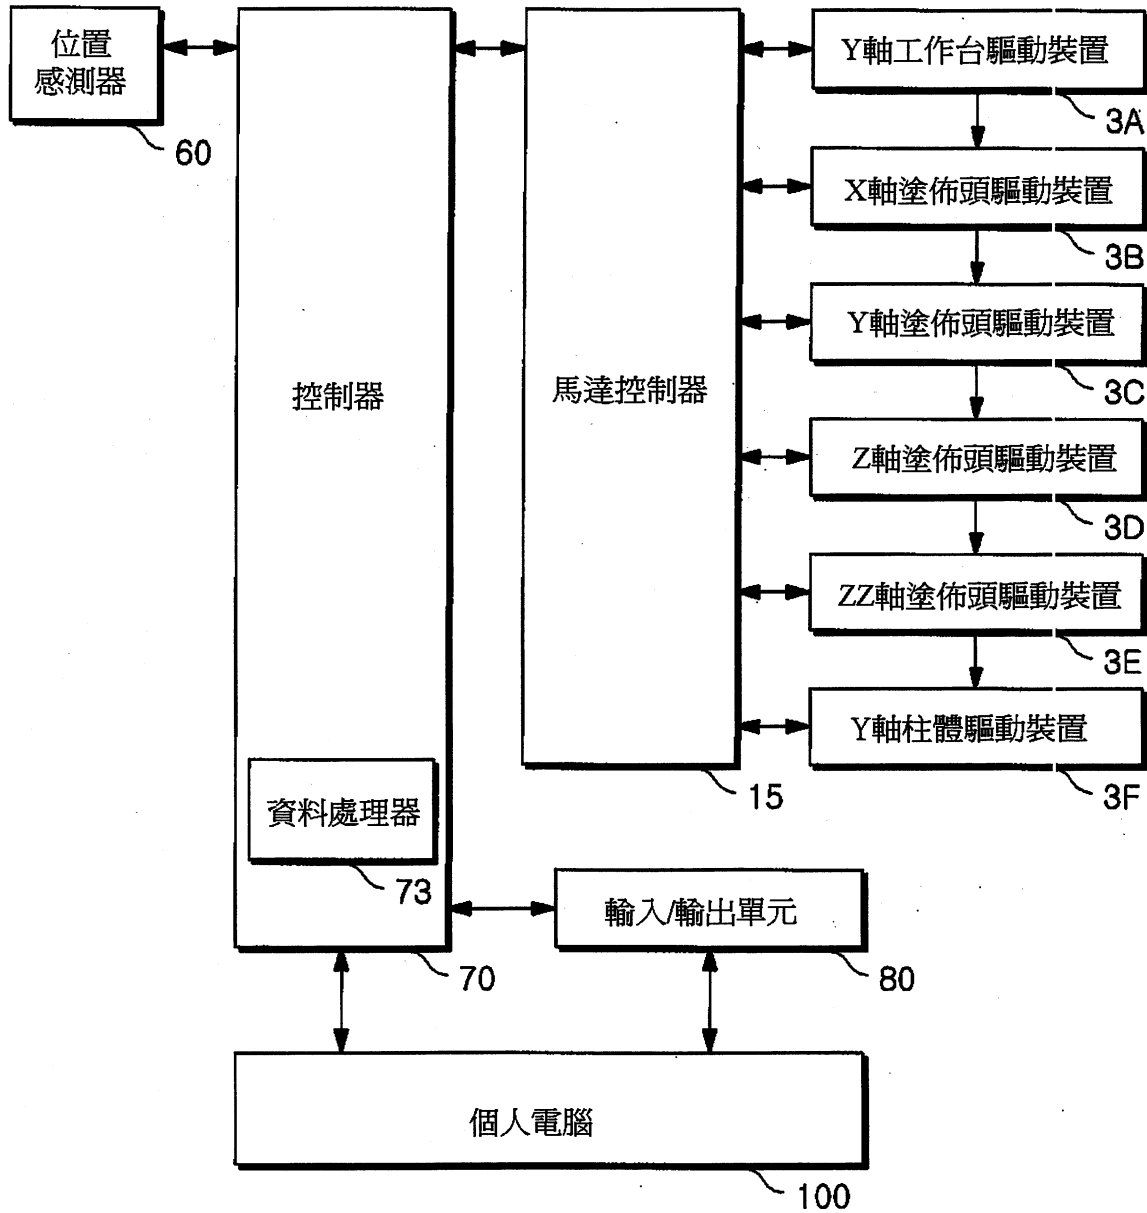 位置
感測器
60
控制器
資料處理器
73
70
馬達控制器
15
Y軸工作台驅動裝置
3A
X軸塗佈頭驅動裝置
3B
Y軸塗佈頭驅動裝置
3C
Z軸塗佈頭驅動裝置
3D
ZZ軸塗佈頭驅動裝置
3E
Y軸柱體驅動裝置
3F
輸入/輸出單元
80
個人電腦
100